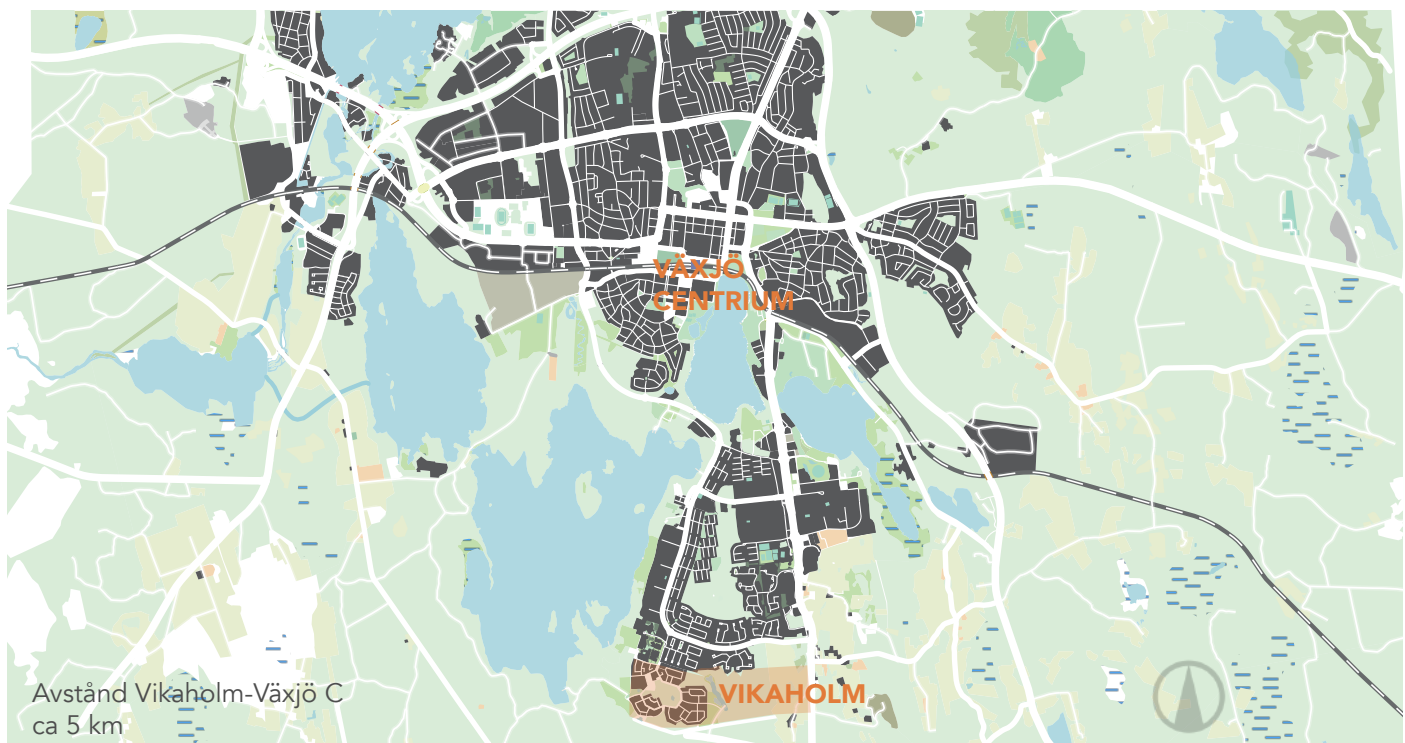 VÄXJÖ
CENTRIUM
VIKAHOLM
Avstånd Vikaholm-Växjö C
ca 5 km